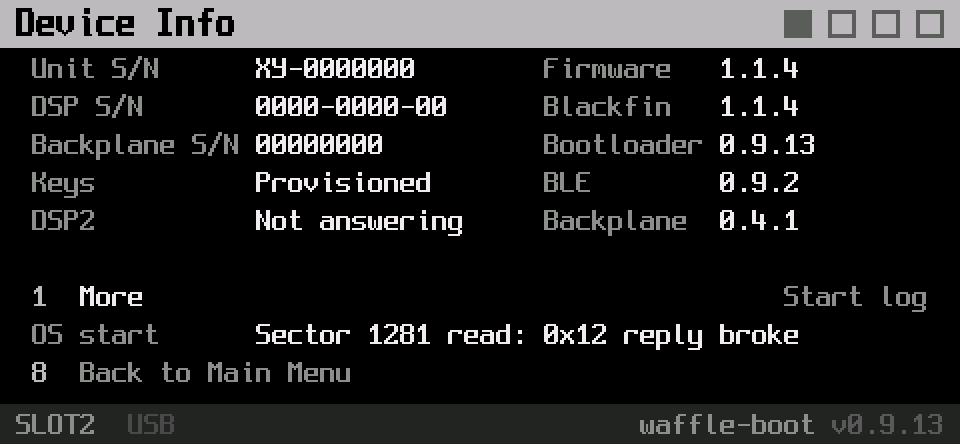 Device Info
Unit S/N XY-0000000 Firmware 1.1.4
DSP S/N 0000-0000-00 Blackfin 1.1.4
Backplane S/N 00000000 Bootloader 0.9.13
Keys Provisioned BLE 0.9.2
DSP2 Not answering Backplane 0.4.1
1 More Start log
OS start Sector 1281 read: 0x12 reply broke
8 Back to Main Menu
SLOT2 USB waffle-boot v0.9.13